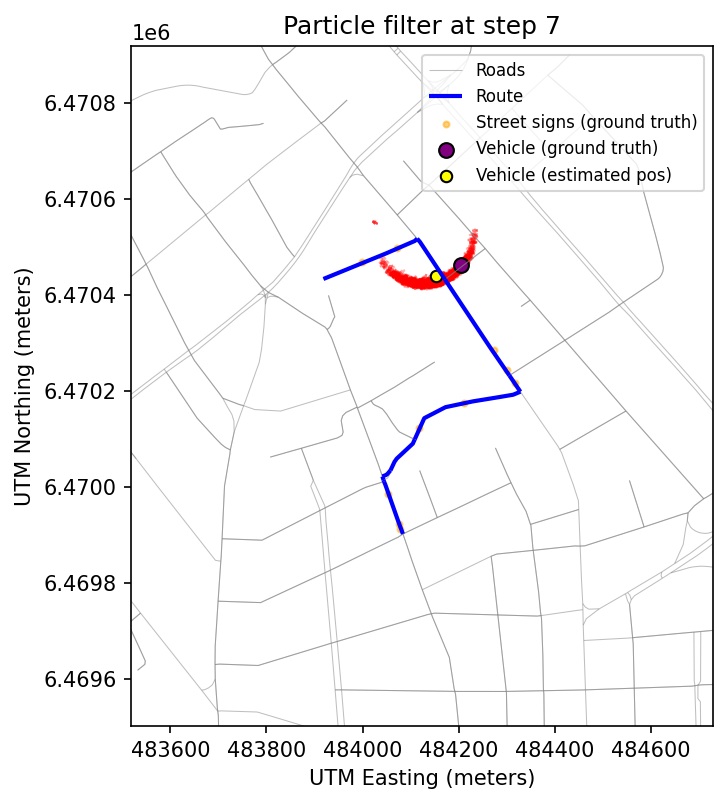 Particle filter at step 7
1e6
Roads
Route
Street signs (ground truth)
Vehicle (ground truth)
Vehicle (estimated pos)
6.4708
6.4706
6.4704
6.4702
6.4700
6.4698
6.4696
UTM Northing (meters)
483600 483800 484000 484200 484400 484600
UTM Easting (meters)